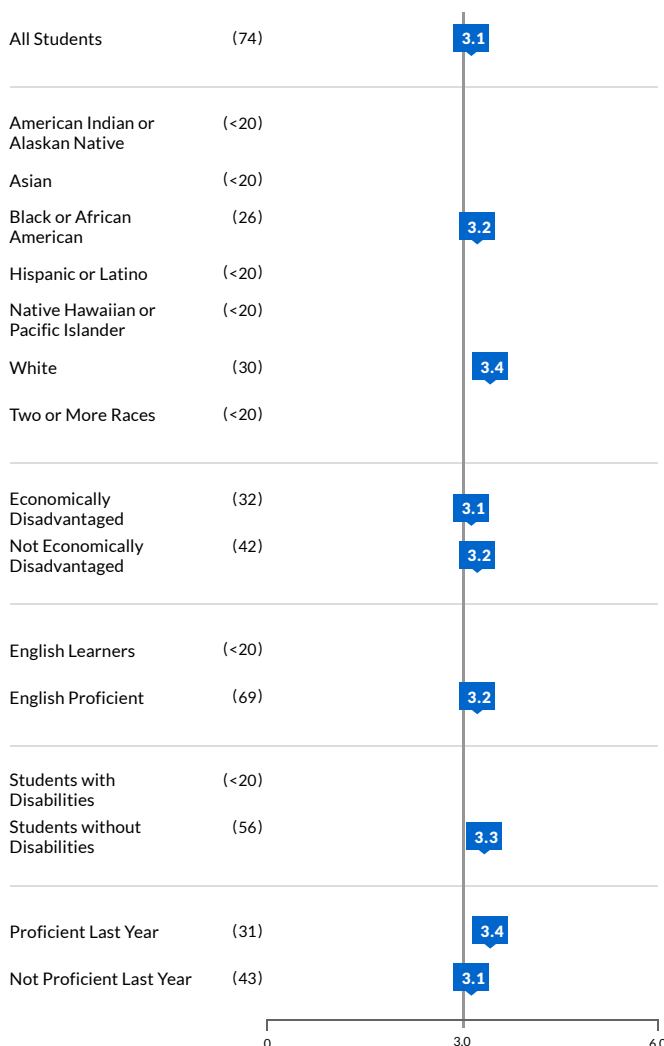 All Students (74) 3.1
American Indian or (<20)
Alaskan Native
Asian (<20)
Black or African (26) 3.2
American
Hispanic or Latino (<20)
Native Hawaiian or (<20)
Pacific Islander
White (30) 3.4
Two or More Races (<20)
Economically (32) 3.1
Disadvantaged
Not Economically (42) 3.2
Disadvantaged
English Learners (<20)
English Proficient (69) 3.2
Students with (<20)
Disabilities
Students without (56) 3.3
Disabilities
Proficient Last Year (31) 3.4
Not Proficient Last Year (43) 3.1
0 3.0 6.0